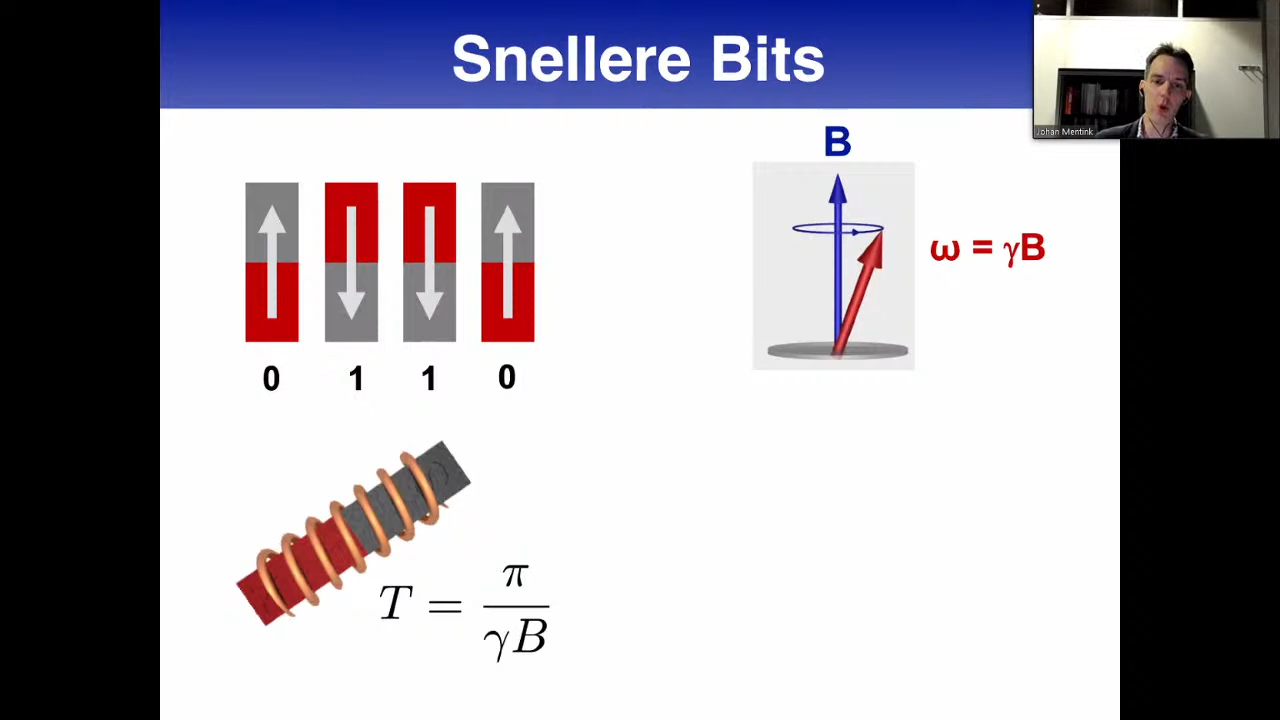 Snellere Bits
Johan Mentink
B
ω = γB
0 1 1 0
T = π / γB